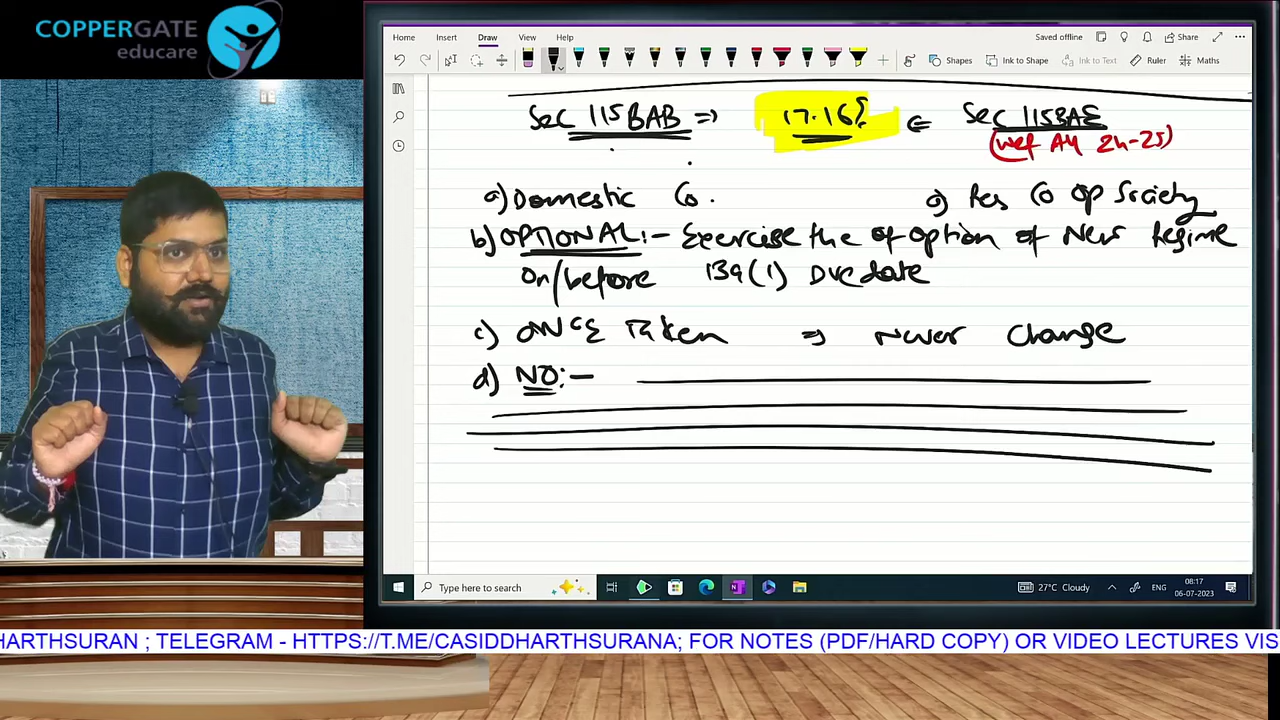 COPPERGATE
educare
Saved offline
Home Insert Draw View Help
Share
Shapes Ink to Shape Ink to Text Ruler Maths
Sec 115BAB ⇒ 17.16% ⇐ Sec 115BAE
(wef AY 24-25)
a) Domestic Co. a) Res Co op Society
b) OPTIONAL:- Exercise the of option of New Regime
on/before 139(1) Due date
c) ONCE Taken ⇒ Never change
d) NO:-
Type here to search
27°C Cloudy
ENG
08:17
06-07-2023
HARTHSURAN ; TELEGRAM - HTTPS://T.ME/CASIDDHARTHSURANA; FOR NOTES (PDF/HARD COPY) OR VIDEO LECTURES VIS